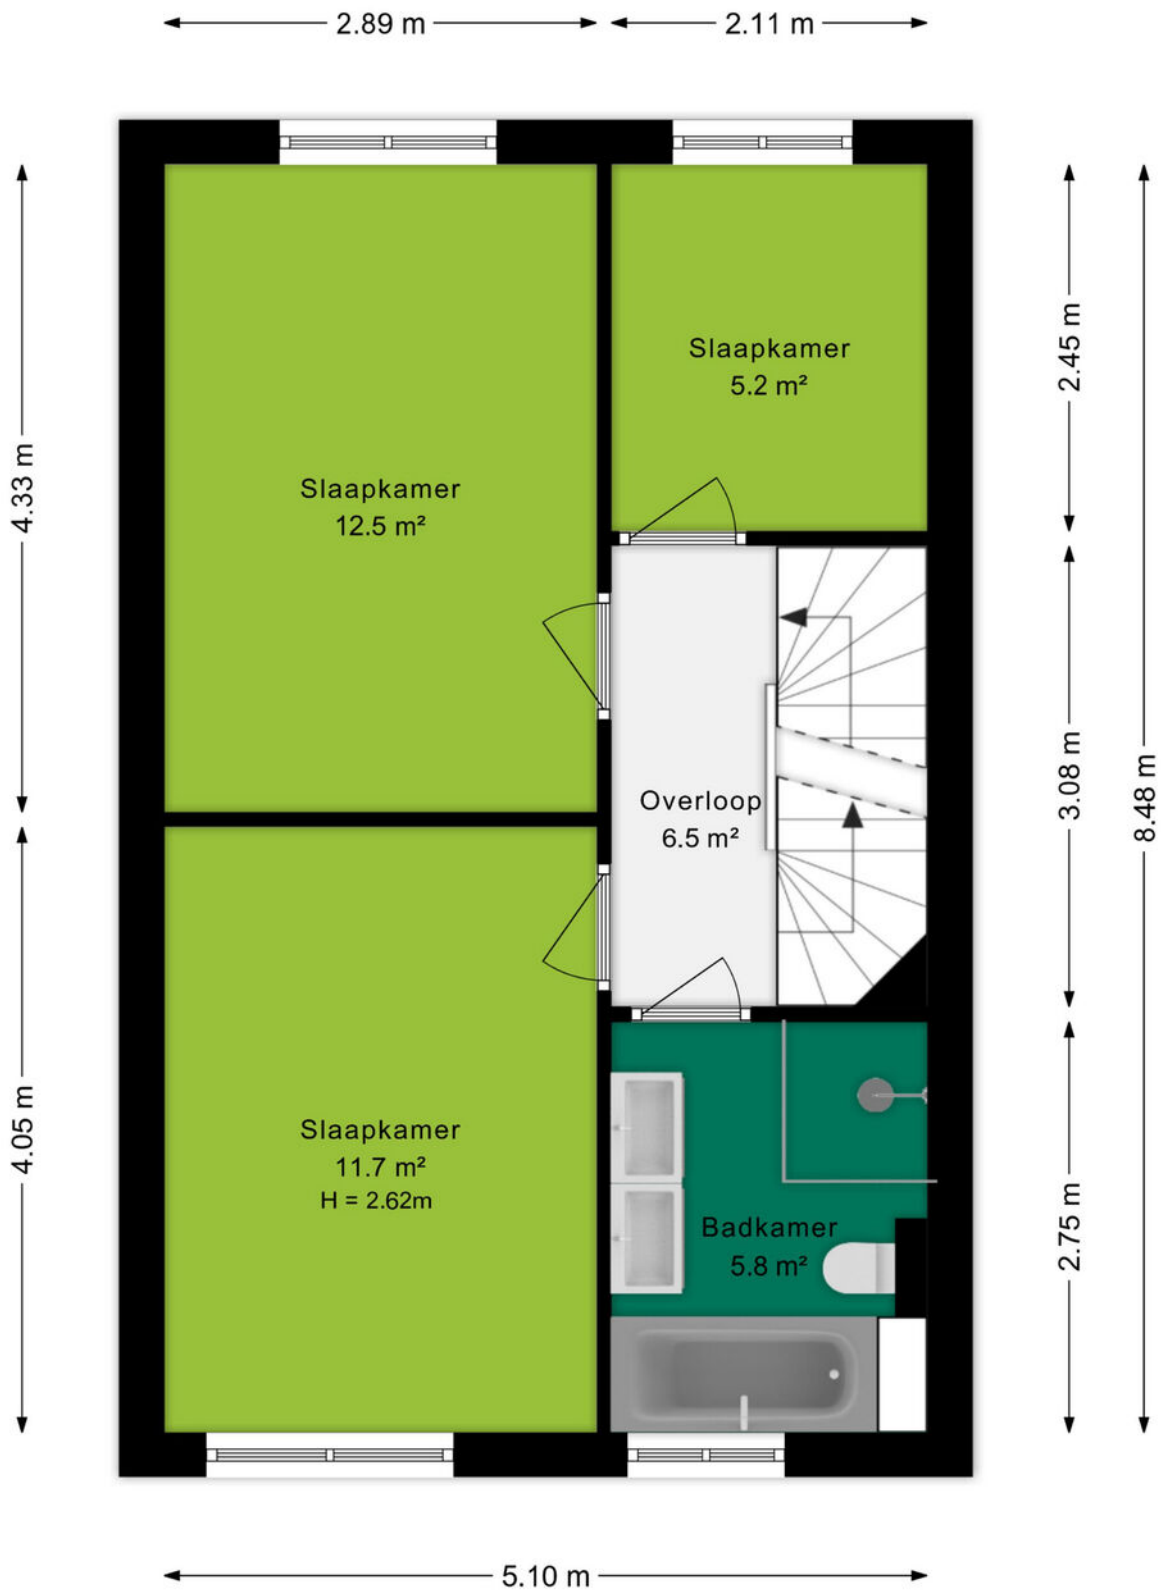 2.89 m
2.11 m
Slaapkamer
5.2 m²
2.45 m
4.33 m
Slaapkamer
12.5 m²
Overloop
6.5 m²
3.08 m
8.48 m
4.05 m
Slaapkamer
11.7 m²
H = 2.62m
Badkamer
5.8 m²
2.75 m
5.10 m